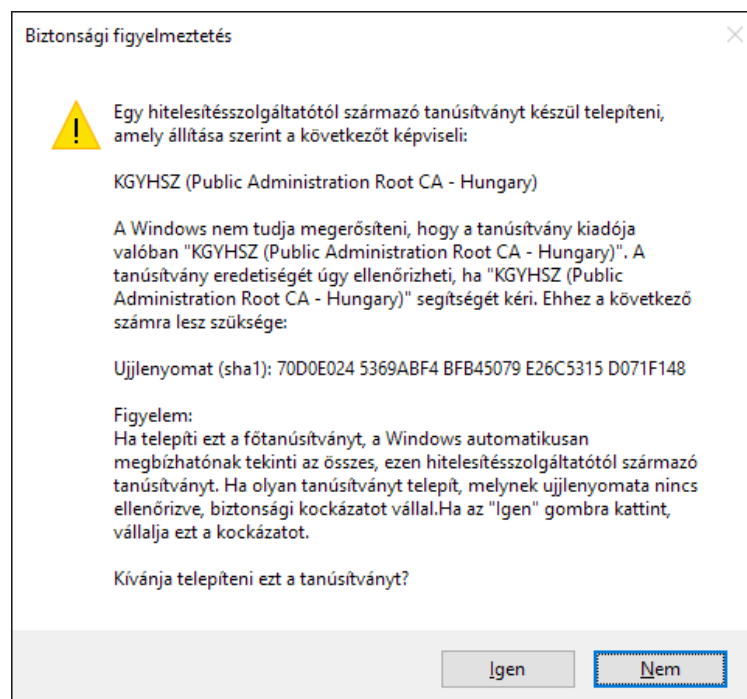 Biztonsági figyelmeztetés
Egy hitelesítésszolgáltatótól származó tanúsítványt készül telepíteni,
amely állítása szerint a következőt képviseli:
KGYHSZ (Public Administration Root CA - Hungary)
A Windows nem tudja megerősíteni, hogy a tanúsítvány kiadója
valóban "KGYHSZ (Public Administration Root CA - Hungary)". A
tanúsítvány eredetiségét úgy ellenőrizheti, ha "KGYHSZ (Public
Administration Root CA - Hungary)" segítségét kéri. Ehhez a következő
számra lesz szüksége:
Ujjlenyomat (sha1): 70D0E024 5369ABF4 BFB45079 E26C5315 D071F148
Figyelem:
Ha telepíti ezt a főtanúsítványt, a Windows automatikusan
megbízhatónak tekinti az összes, ezen hitelesítésszolgáltatótól származó
tanúsítványt. Ha olyan tanúsítványt telepít, melynek ujjlenyomata nincs
ellenőrizve, biztonsági kockázatot vállal.Ha az "Igen" gombra kattint,
vállalja ezt a kockázatot.
Kívánja telepíteni ezt a tanúsítványt?
Igen
Nem